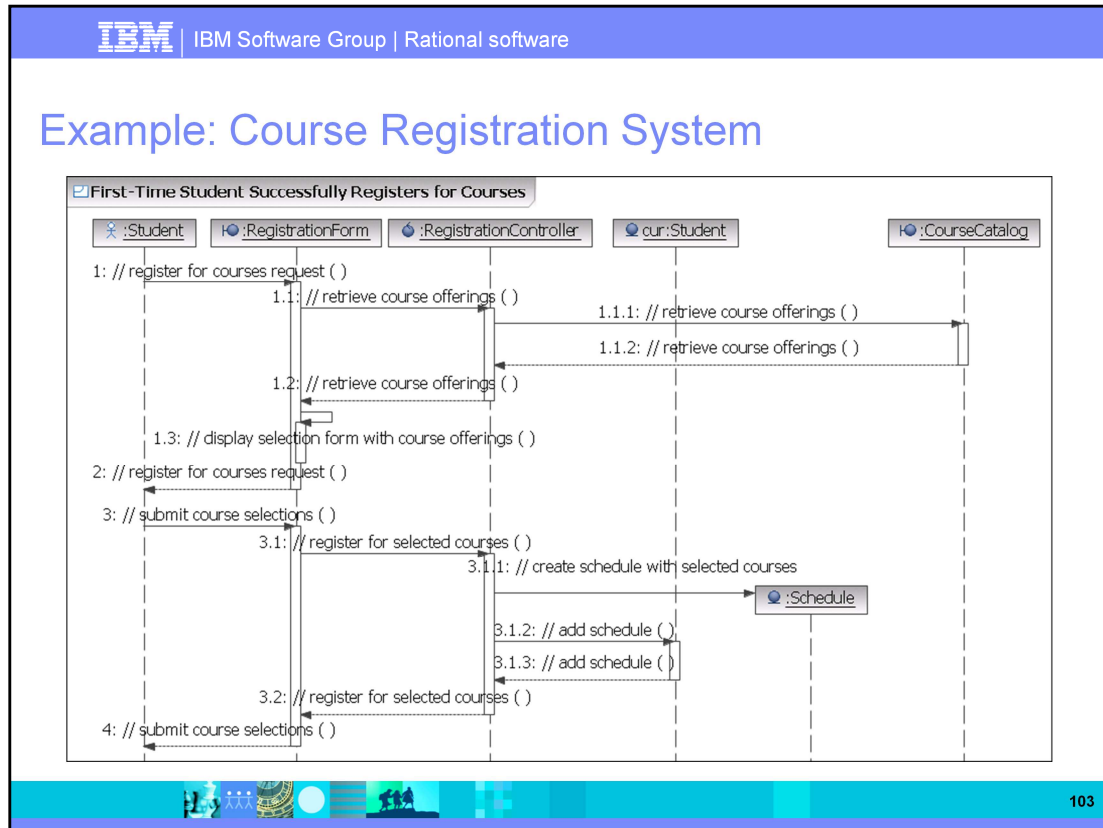 IBM | IBM Software Group | Rational software
Example: Course Registration System
First-Time Student Successfully Registers for Courses
:Student :RegistrationForm :RegistrationController cur:Student :CourseCatalog
1: // register for courses request ( )
1.1: // retrieve course offerings ( )
1.1.1: // retrieve course offerings ( )
1.1.2: // retrieve course offerings ( )
1.2: // retrieve course offerings ( )
1.3: // display selection form with course offerings ( )
2: // register for courses request ( )
3: // submit course selections ( )
3.1: // register for selected courses ( )
3.1.1: // create schedule with selected courses
:Schedule
3.1.2: // add schedule ( )
3.1.3: // add schedule ( )
3.2: // register for selected courses ( )
4: // submit course selections ( )
103